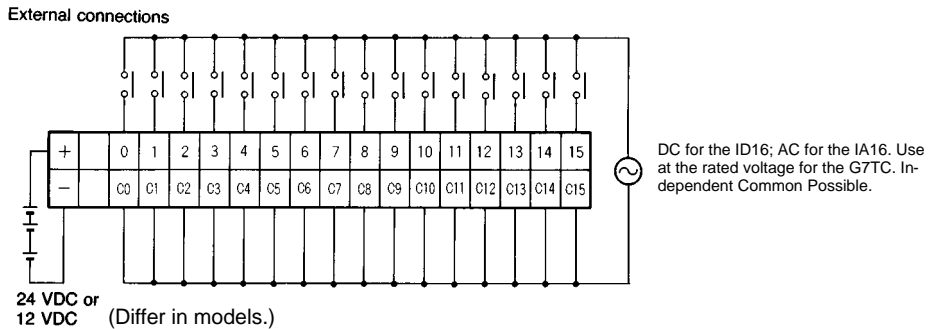 External connections
+ 0 1 2 3 4 5 6 7 8 9 10 11 12 13 14 15
− C0 C1 C2 C3 C4 C5 C6 C7 C8 C9 C10 C11 C12 C13 C14 C15
DC for the ID16; AC for the IA16. Use
at the rated voltage for the G7TC. In-
dependent Common Possible.
24 VDC or
12 VDC (Differ in models.)